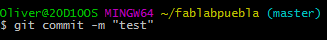 Oliver@20D100S MINGW64 ~/fablabpuebla (master)
$ git commit -m "test"